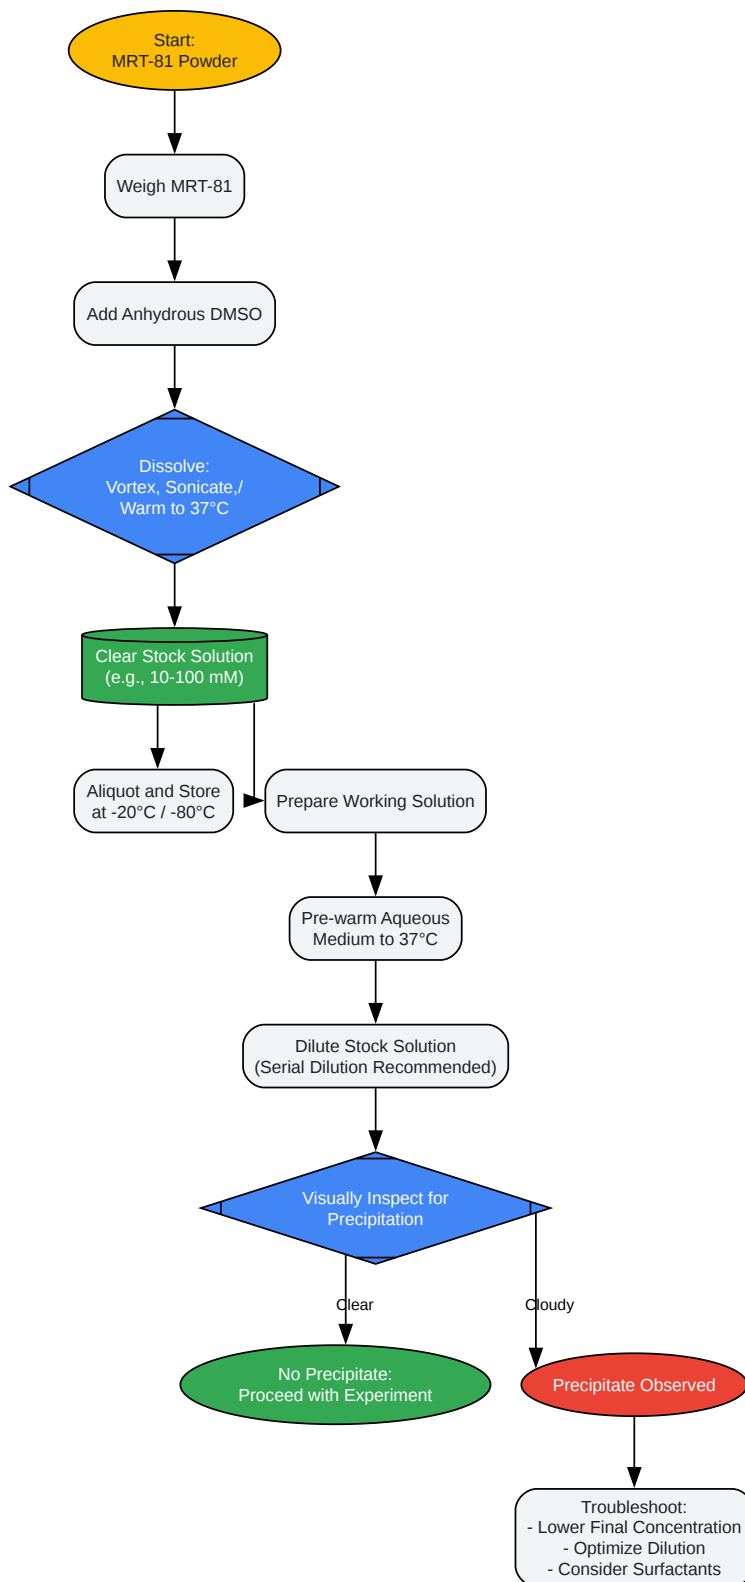 Start:
MRT-81 Powder
Weigh MRT-81
Add Anhydrous DMSO
Dissolve:
Vortex, Sonicate,/
Warm to 37°C
Clear Stock Solution
(e.g., 10-100 mM)
Aliquot and Store
at -20°C / -80°C
Prepare Working Solution
Pre-warm Aqueous
Medium to 37°C
Dilute Stock Solution
(Serial Dilution Recommended)
Visually Inspect for
Precipitation
Clear
Cloudy
No Precipitate:
Proceed with Experiment
Precipitate Observed
Troubleshoot:
- Lower Final Concentration
- Optimize Dilution
- Consider Surfactants